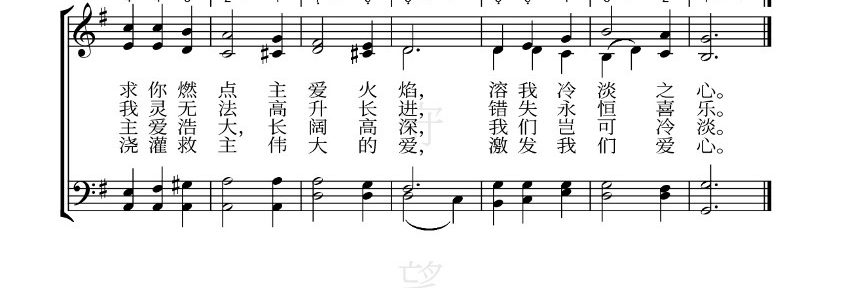 求你燃点主爱火焰，溶我冷淡之心。
我灵无法高升长进，错失永恒喜乐。
主爱浩大，长阔高深，我们岂可冷淡。
浇灌救主伟大的爱，激发我们爱心。